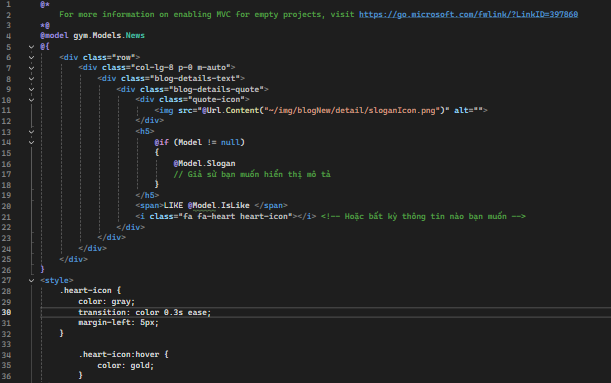 1 @*
2 For more information on enabling MVC for empty projects, visit https://go.microsoft.com/fwlink/?LinkID=397860
3 *@
4 @model gym.Models.News
5 @{
6 <div class="row">
7 <div class="col-lg-8 p-0 m-auto">
8 <div class="blog-details-text">
9 <div class="blog-details-quote">
10 <div class="quote-icon">
11 <img src="@Url.Content("~/img/blogNew/detail/sloganIcon.png")" alt="">
12 </div>
13 <h5>
14 @if (Model != null)
15 {
16 @Model.Slogan
17 // Giả sử bạn muốn hiển thị mô tả
18 }
19 </h5>
20 <span>LIKE @Model.IsLike </span>
21 <i class="fa fa-heart heart-icon"></i> <!-- Hoặc bất kỳ thông tin nào bạn muốn -->
22 </div>
23 </div>
24 </div>
25 </div>
26 }
27 <style>
28 .heart-icon {
29 color: gray;
30 transition: color 0.3s ease;
31 margin-left: 5px;
32 }
33
34 .heart-icon:hover {
35 color: gold;
36 }